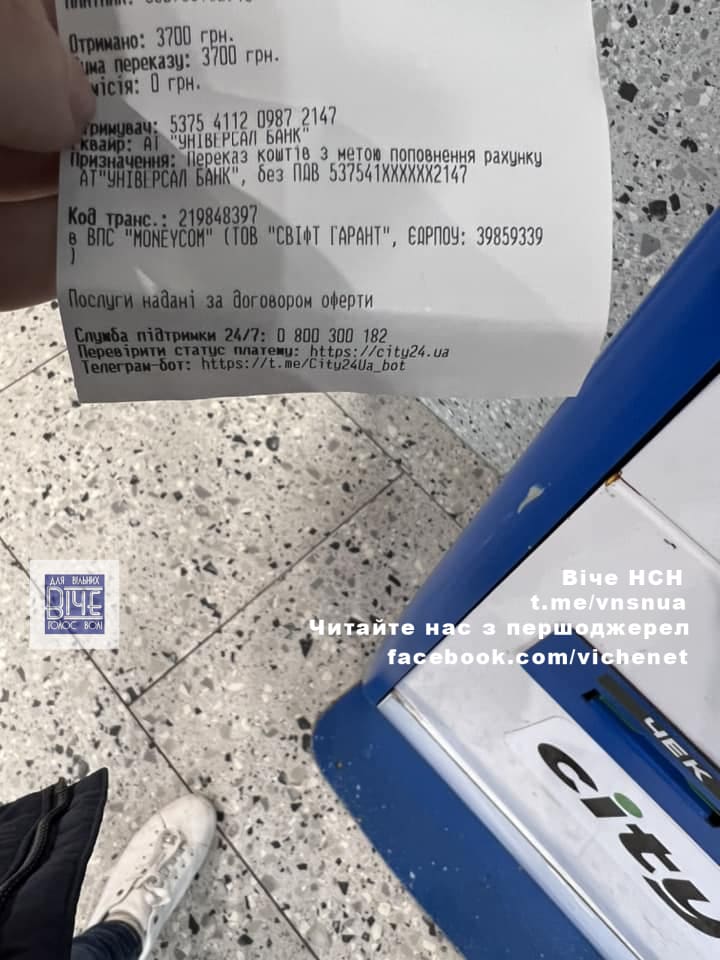 Отримано: 3700 грн.
ума переказу: 3700 грн.
місія: 0 грн.
тримувач: 5375 4112 0987 2147
квайр: АТ "УНІВЕРСАЛ БАНК"
Призначення: Переказ коштів з метою поповнення рахунку
АТ"УНІВЕРСАЛ БАНК", без ПДВ 537541XXXXXX2147
Код транс.: 219848397
в ВПС "MONEYCOM" (ТОВ "СВІФТ ГАРАНТ", ЄДРПОУ: 39859339
)
Послуги надані за договором оферти
Служба підтримки 24/7: 0 800 300 182
Перевірити статус платежу: https://city24.ua
Телеграм-бот: https://t.me/City24Ua_bot
ДЛЯ ВІЛЬНИХ
ВІЧЕ
ГОЛОС ВОЛІ
Віче НСН
t.me/vnsnua
Читайте нас з першоджерел
facebook.com/vichenet
ЧЕК
city